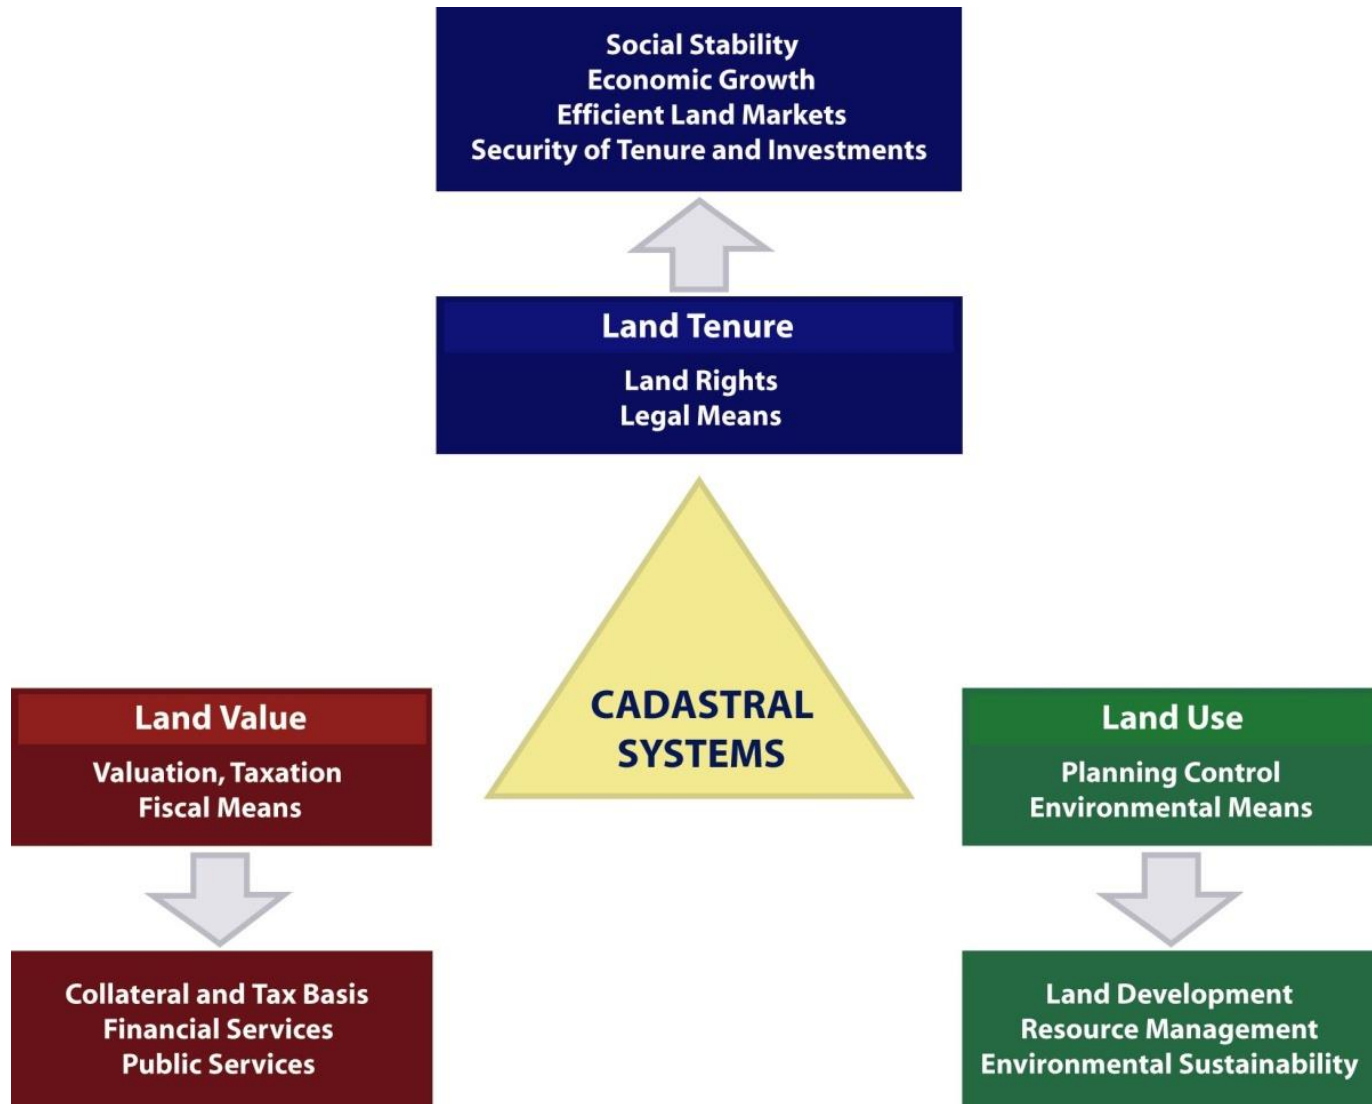 Social Stability
Economic Growth
Efficient Land Markets
Security of Tenure and Investments
Land Tenure
Land Rights
Legal Means
CADASTRAL
SYSTEMS
Land Value
Valuation, Taxation
Fiscal Means
Collateral and Tax Basis
Financial Services
Public Services
Land Use
Planning Control
Environmental Means
Land Development
Resource Management
Environmental Sustainability